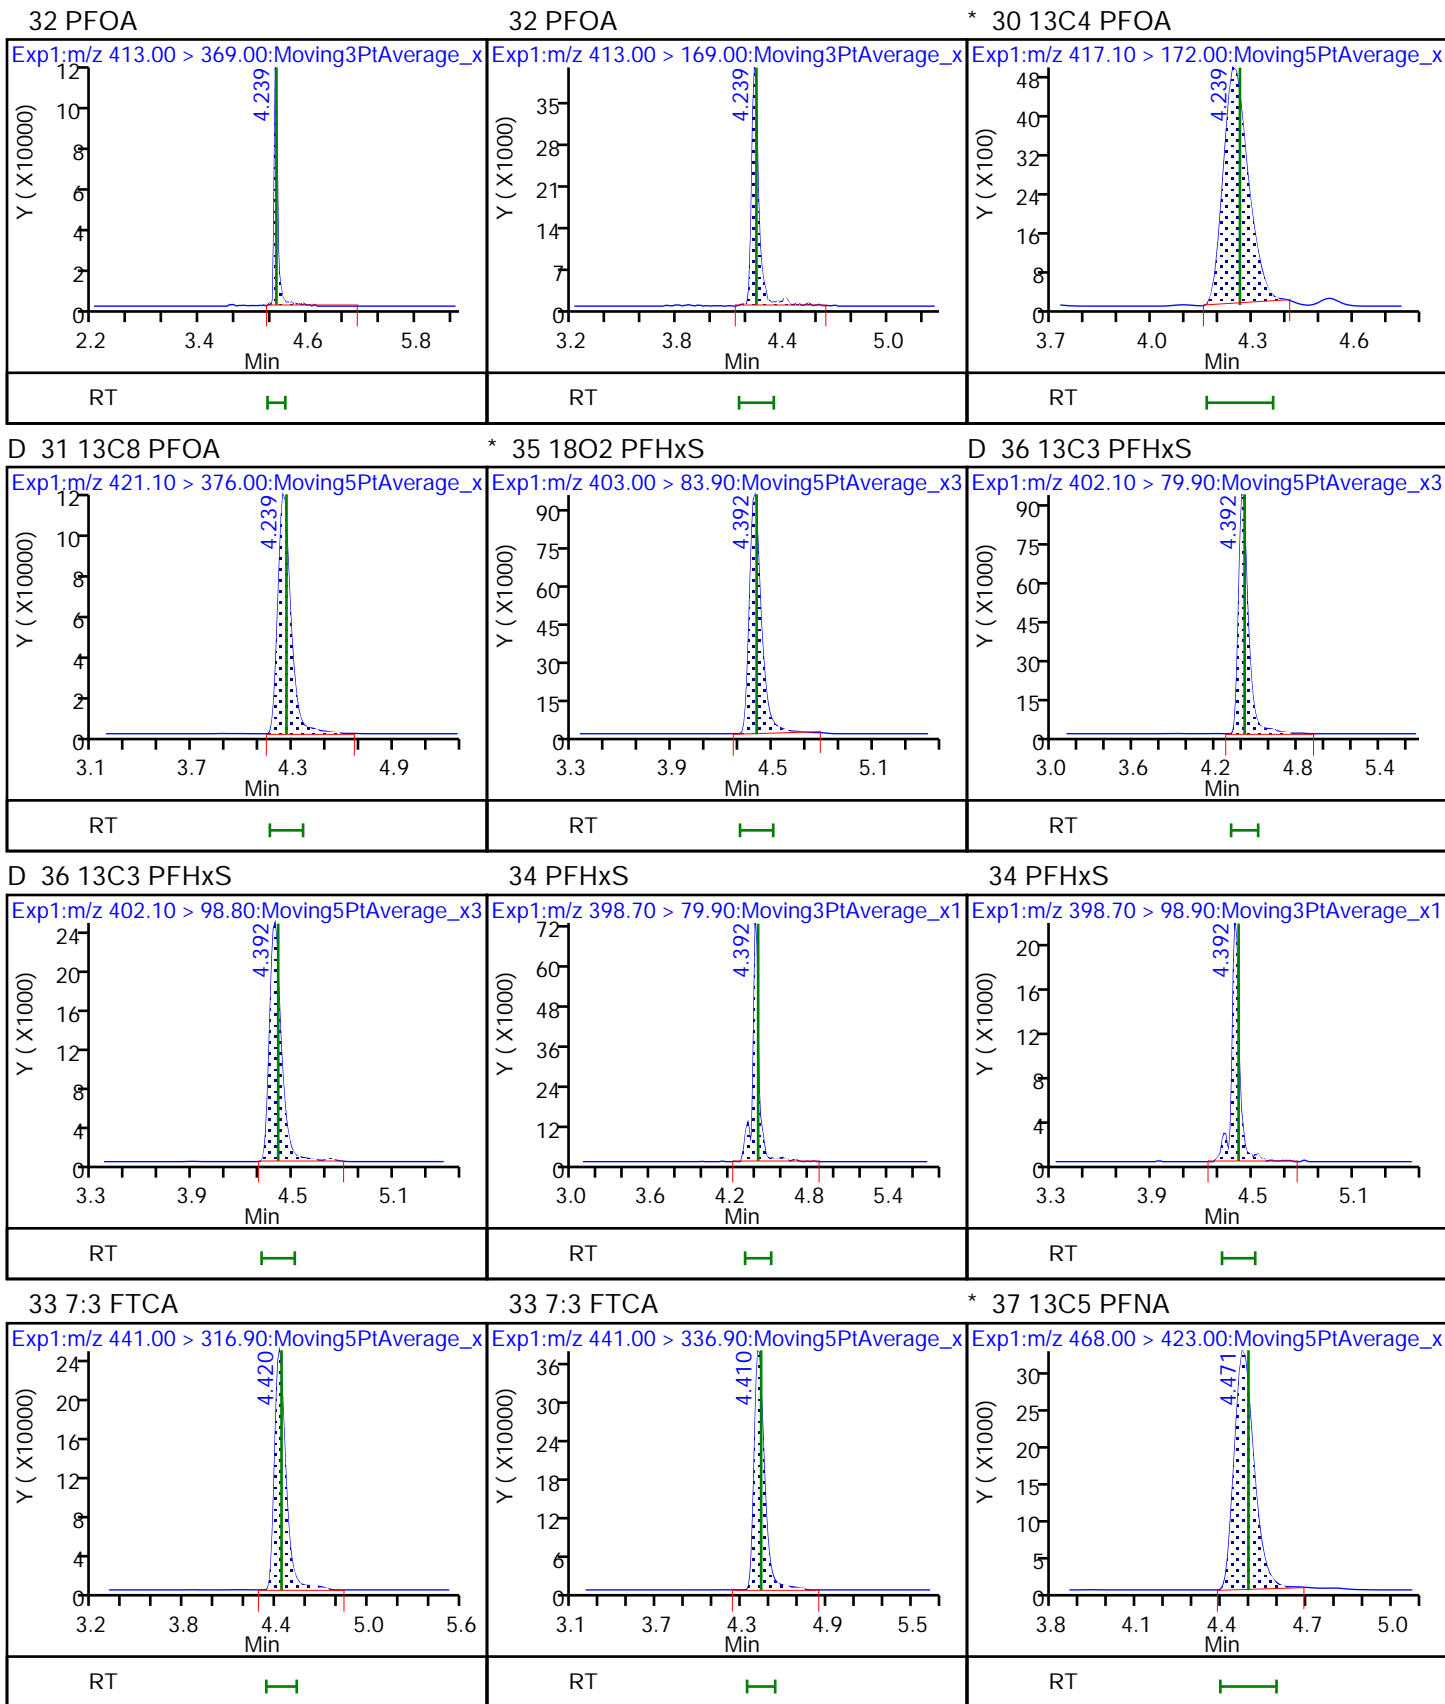 32 PFOA
Exp1:m/z 413.00 > 369.00:Moving3PtAverage_x
4.239
Y ( X10000)
12
10
8
6
4
2
0
2.2 3.4 4.6 5.8
Min
RT
32 PFOA
Exp1:m/z 413.00 > 169.00:Moving3PtAverage_x
4.239
Y ( X1000)
35
28
21
14
7
0
3.2 3.8 4.4 5.0
Min
RT
* 30 13C4 PFOA
Exp1:m/z 417.10 > 172.00:Moving5PtAverage_x
4.239
Y ( X100)
48
40
32
24
16
8
0
3.7 4.0 4.3 4.6
Min
RT
D 31 13C8 PFOA
Exp1:m/z 421.10 > 376.00:Moving5PtAverage_x
4.239
Y ( X10000)
12
10
8
6
4
2
0
3.1 3.7 4.3 4.9
Min
RT
* 35 18O2 PFHxS
Exp1:m/z 403.00 > 83.90:Moving5PtAverage_x3
4.392
Y ( X1000)
90
75
60
45
30
15
0
3.3 3.9 4.5 5.1
Min
RT
D 36 13C3 PFHxS
Exp1:m/z 402.10 > 79.90:Moving5PtAverage_x3
4.392
Y ( X1000)
90
75
60
45
30
15
0
3.0 3.6 4.2 4.8 5.4
Min
RT
D 36 13C3 PFHxS
Exp1:m/z 402.10 > 98.80:Moving5PtAverage_x3
4.392
Y ( X1000)
24
20
16
12
8
4
0
3.3 3.9 4.5 5.1
Min
RT
34 PFHxS
Exp1:m/z 398.70 > 79.90:Moving3PtAverage_x1
4.392
Y ( X1000)
72
60
48
36
24
12
0
3.0 3.6 4.2 4.8 5.4
Min
RT
34 PFHxS
Exp1:m/z 398.70 > 98.90:Moving3PtAverage_x1
4.392
Y ( X1000)
20
16
12
8
4
0
3.3 3.9 4.5 5.1
Min
RT
33 7:3 FTCA
Exp1:m/z 441.00 > 316.90:Moving5PtAverage_x
4.420
Y ( X10000)
24
20
16
12
8
4
0
3.2 3.8 4.4 5.0 5.6
Min
RT
33 7:3 FTCA
Exp1:m/z 441.00 > 336.90:Moving5PtAverage_x
4.410
Y ( X10000)
36
30
24
18
12
6
0
3.1 3.7 4.3 4.9 5.5
Min
RT
* 37 13C5 PFNA
Exp1:m/z 468.00 > 423.00:Moving5PtAverage_x
4.471
Y ( X1000)
30
25
20
15
10
5
0
3.8 4.1 4.4 4.7 5.0
Min
RT